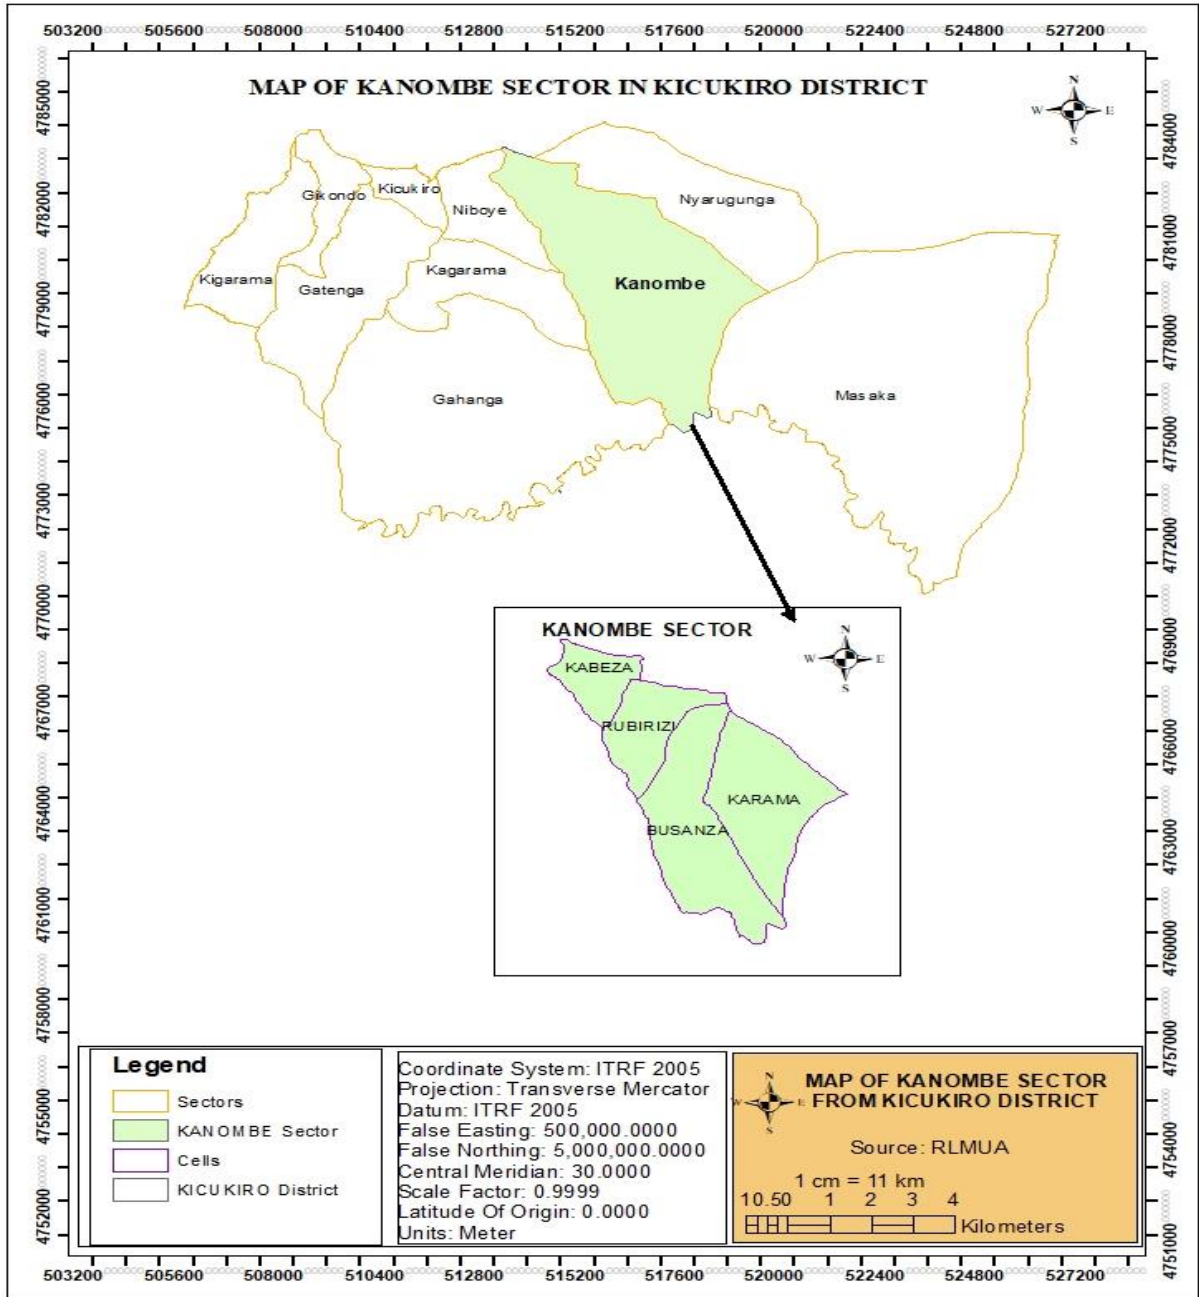 503200 505600 508000 510400 512800 515200 517600 520000 522400 524800 527200
MAP OF KANOMBE SECTOR IN KICUKIRO DISTRICT
N
W E
S
4785000
4782000
4779000
4776000
4773000
4770000
4767000
4764000
4761000
4758000
4755000
4752000
4784000
4781000
4778000
4775000
4772000
4769000
4766000
4763000
4760000
4757000
4754000
4751000
Gikondo
Kicukiro
Niboye
Nyarugunga
Kigarama
Gatenga
Kagarama
Kanombe
Gahanga
Masaka
KANOMBE SECTOR
N
W E
S
KABEZA
RUBIRIZI
KARAMA
BUSANZA
Legend
Sectors
KANOMBE Sector
Cells
KICUKIRO District
Coordinate System: ITRF 2005
Projection: Transverse Mercator
Datum: ITRF 2005
False Easting: 500,000.0000
False Northing: 5,000,000.0000
Central Meridian: 30.0000
Scale Factor: 0.9999
Latitude Of Origin: 0.0000
Units: Meter
N
W E
S
MAP OF KANOMBE SECTOR
FROM KICUKIRO DISTRICT
Source: RLMUA
1 cm = 11 km
10.50 1 2 3 4
Kilometers
503200 505600 508000 510400 512800 515200 517600 520000 522400 524800 527200